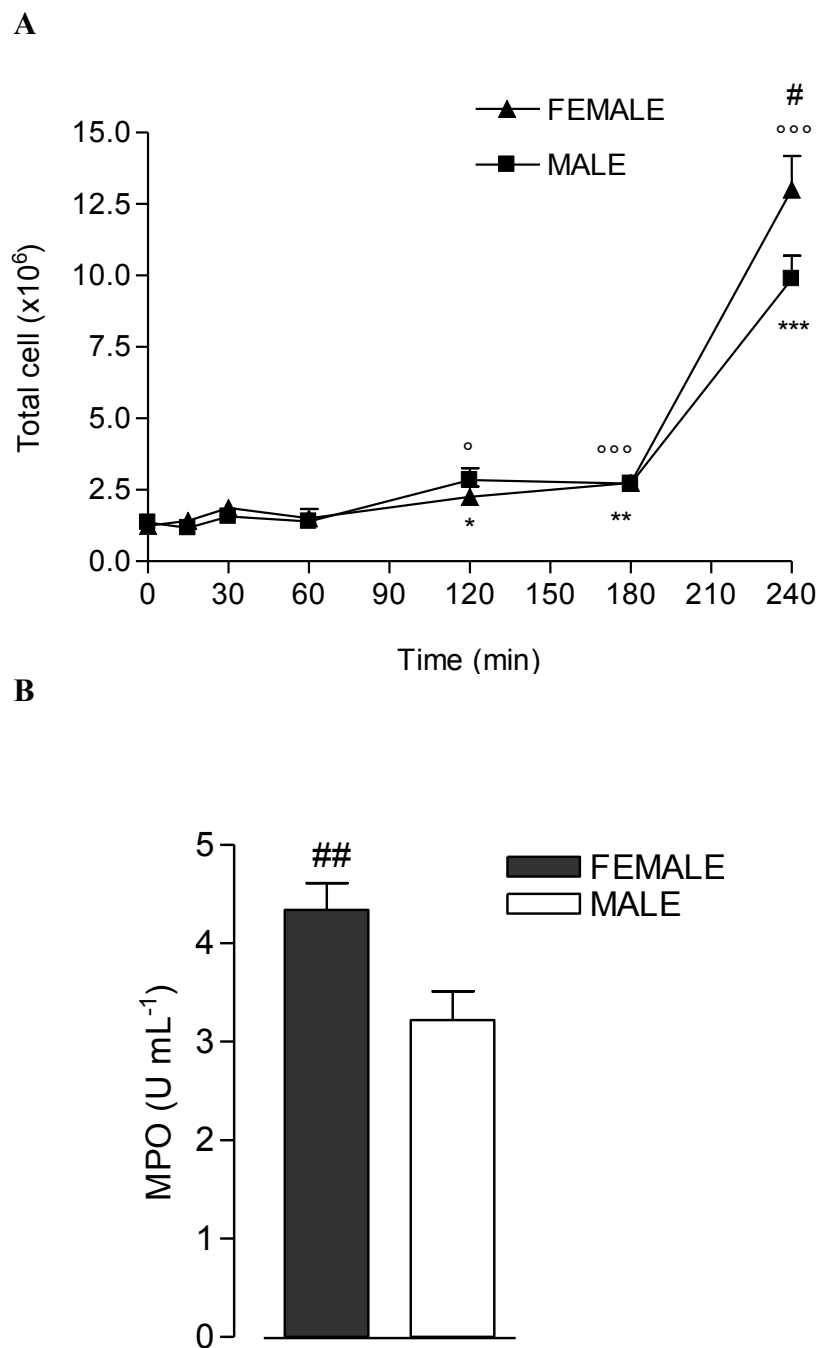 A
FEMALE
MALE
#
°°°
15.0
12.5
10.0
7.5
5.0
2.5
0.0
Total cell (x10⁶)
***
°
°°°
*
**
0 30 60 90 120 150 180 210 240
Time (min)
B
##
FEMALE
MALE
5
4
3
2
1
0
MPO (U mL⁻¹)